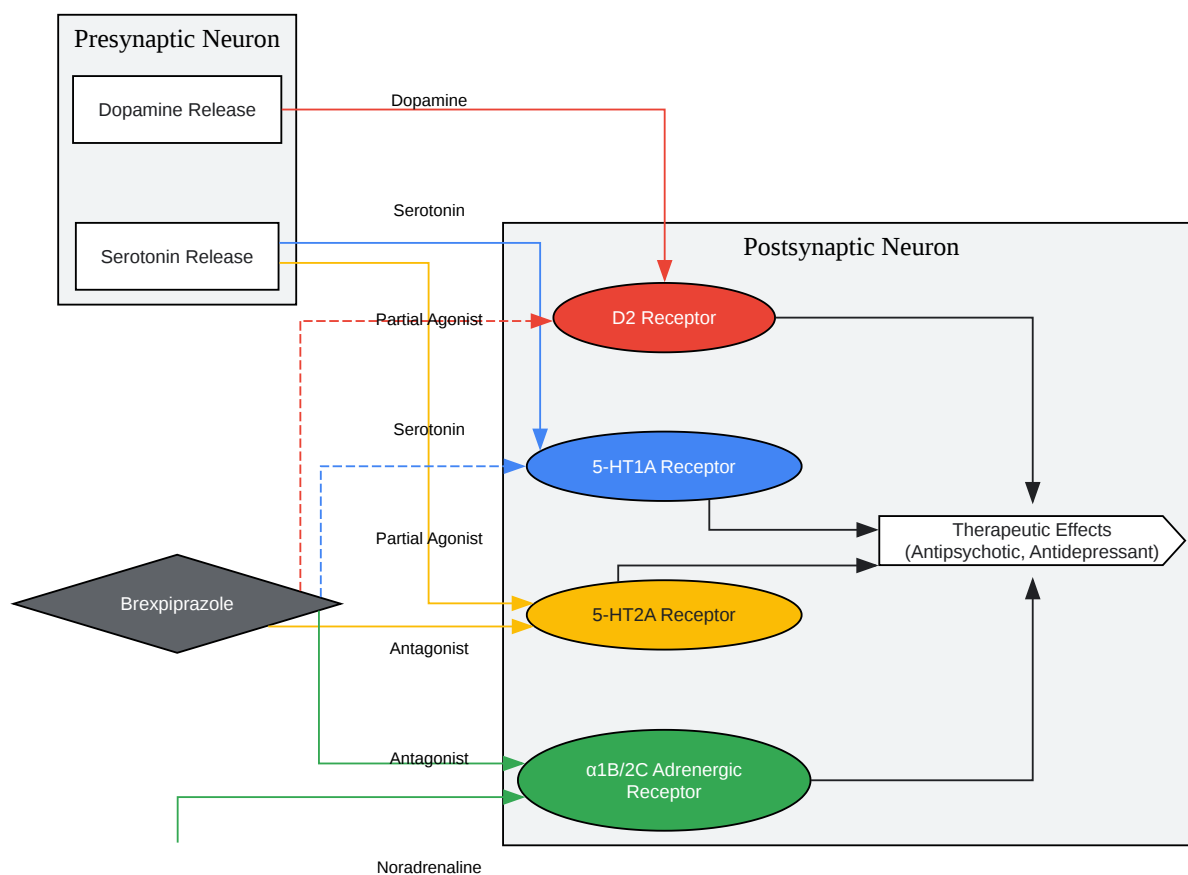 Presynaptic Neuron
Dopamine Release
Dopamine
Serotonin
Serotonin Release
Postsynaptic Neuron
Partial Agonist
D2 Receptor
Serotonin
5-HT1A Receptor
Partial Agonist
Therapeutic Effects
(Antipsychotic, Antidepressant)
Brexpiprazole
5-HT2A Receptor
Antagonist
Antagonist
α1B/2C Adrenergic
Receptor
Noradrenaline